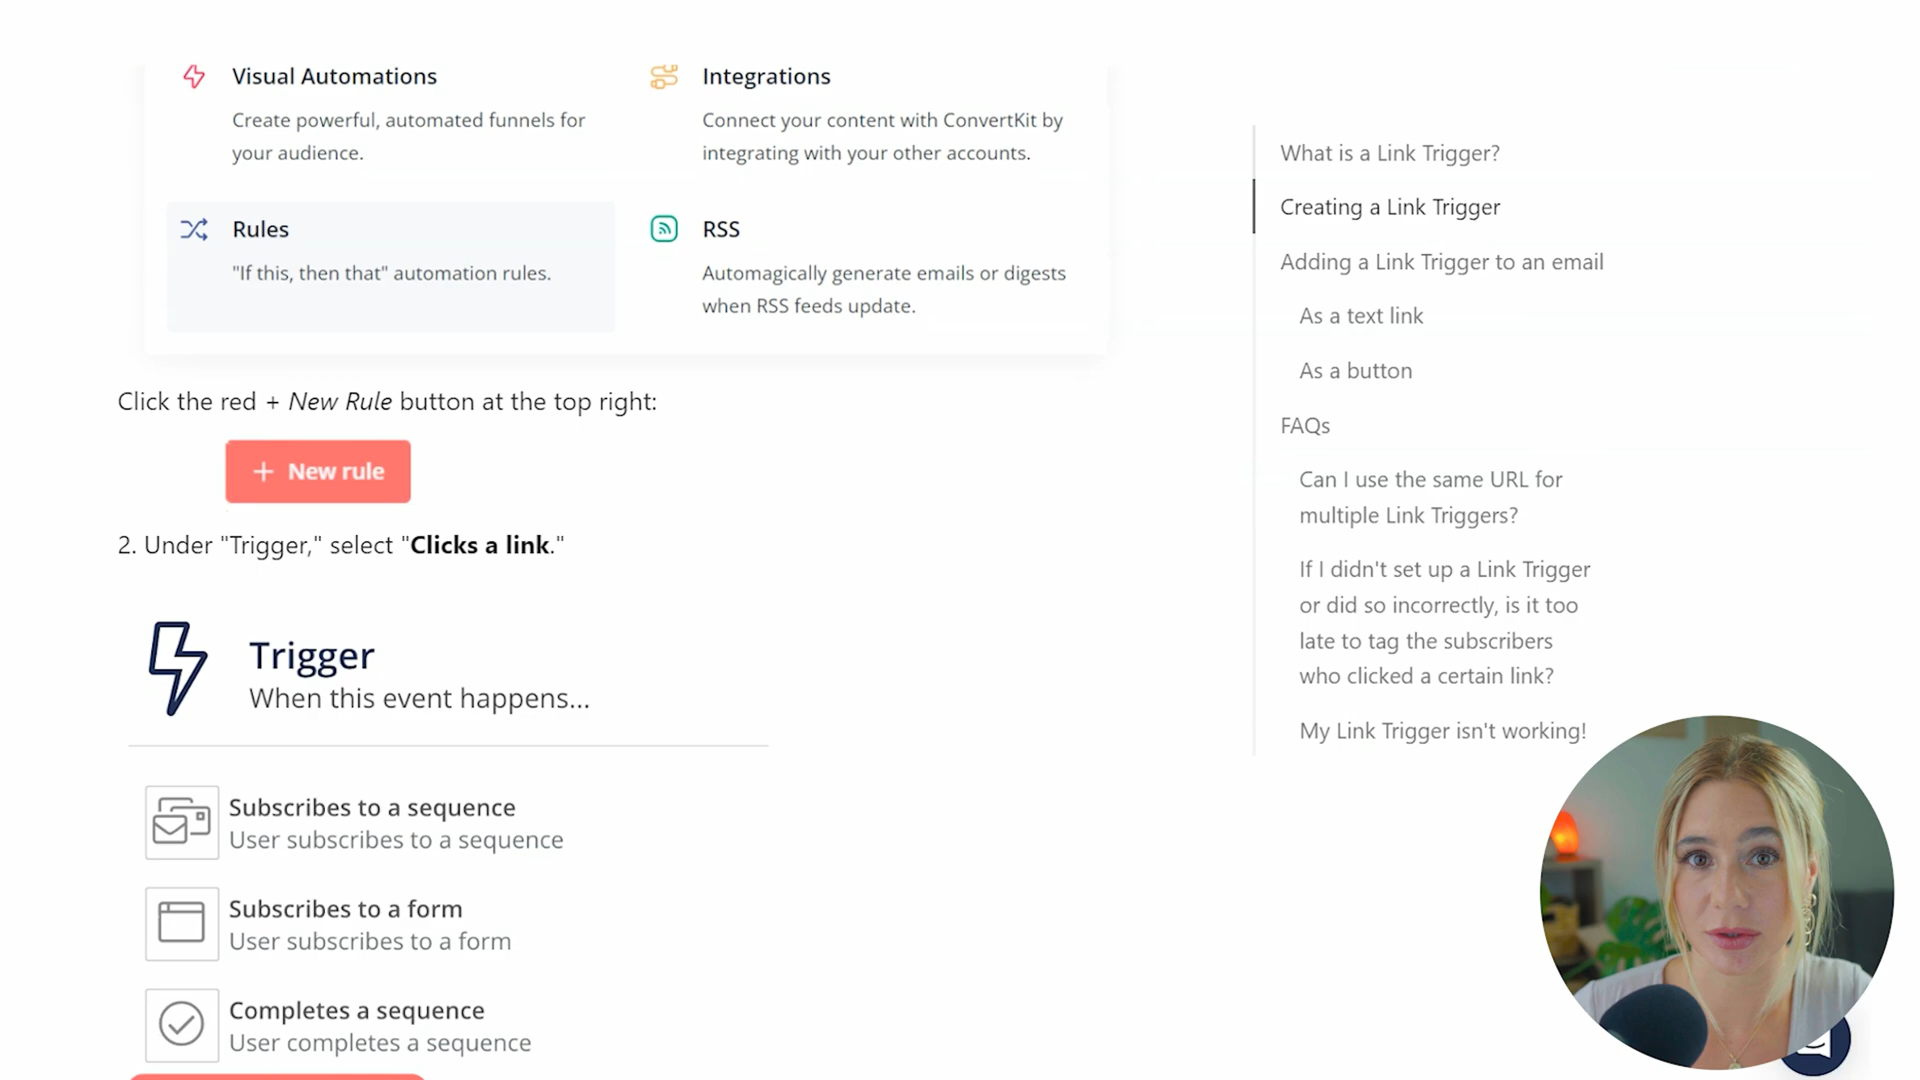 Visual Automations
Create powerful, automated funnels for
your audience.
Integrations
Connect your content with ConvertKit by
integrating with your other accounts.
Rules
"If this, then that" automation rules.
RSS
Automagically generate emails or digests
when RSS feeds update.
Click the red + New Rule button at the top right:
+ New rule
2. Under "Trigger," select "Clicks a link."
Trigger
When this event happens...
Subscribes to a sequence
User subscribes to a sequence
Subscribes to a form
User subscribes to a form
Completes a sequence
User completes a sequence
What is a Link Trigger?
Creating a Link Trigger
Adding a Link Trigger to an email
As a text link
As a button
FAQs
Can I use the same URL for
multiple Link Triggers?
If I didn't set up a Link Trigger
or did so incorrectly, is it too
late to tag the subscribers
who clicked a certain link?
My Link Trigger isn't working!